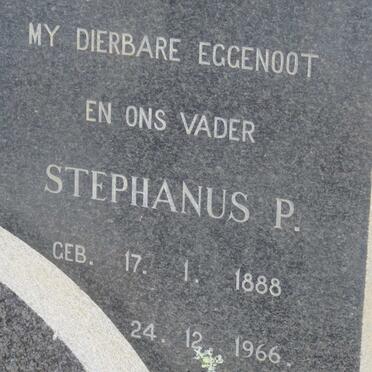 MY DIERBARE EGGENOOT
EN ONS VADER
STEPHANUS P.
GEB. 17. 1. 1888
24. 12. 1966.